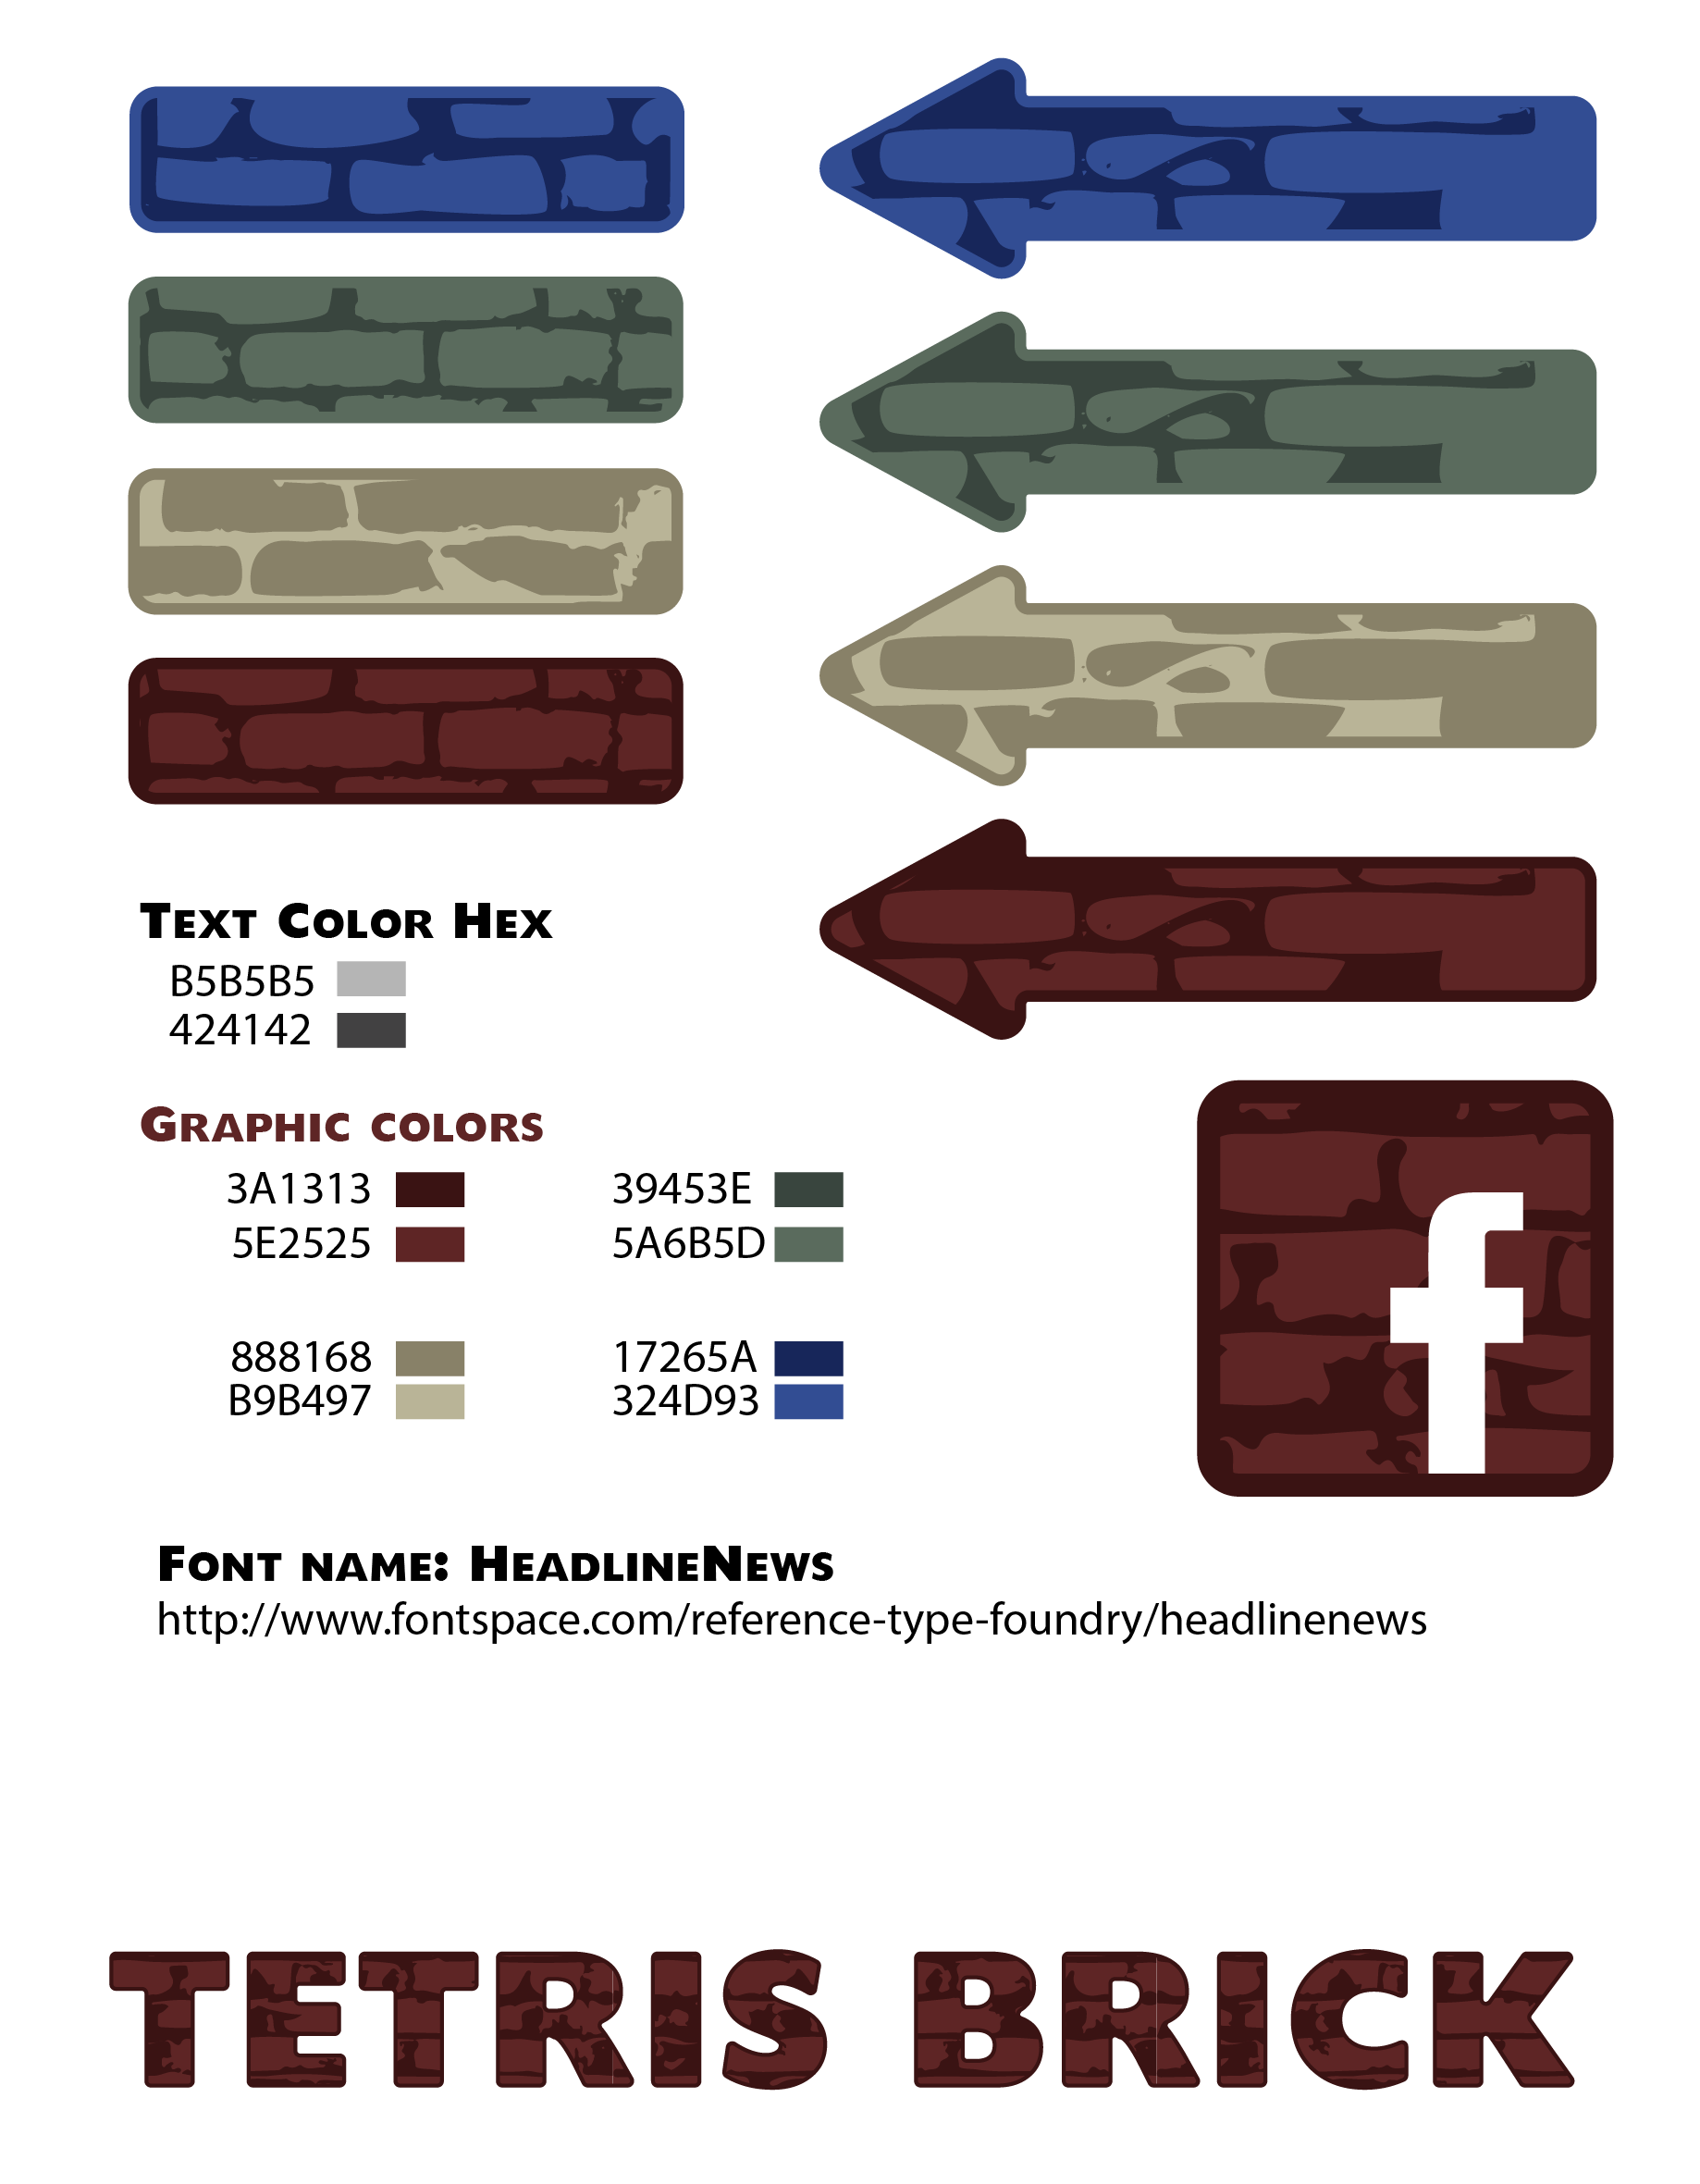 Text Color Hex
B5B5B5
424142
Graphic colors
3A1313 39453E
5E2525 5A6B5D
888168 17265A
B9B497 324D93
f
Font name: HeadlineNews
http://www.fontspace.com/reference-type-foundry/headlinenews
TETRIS BRICK